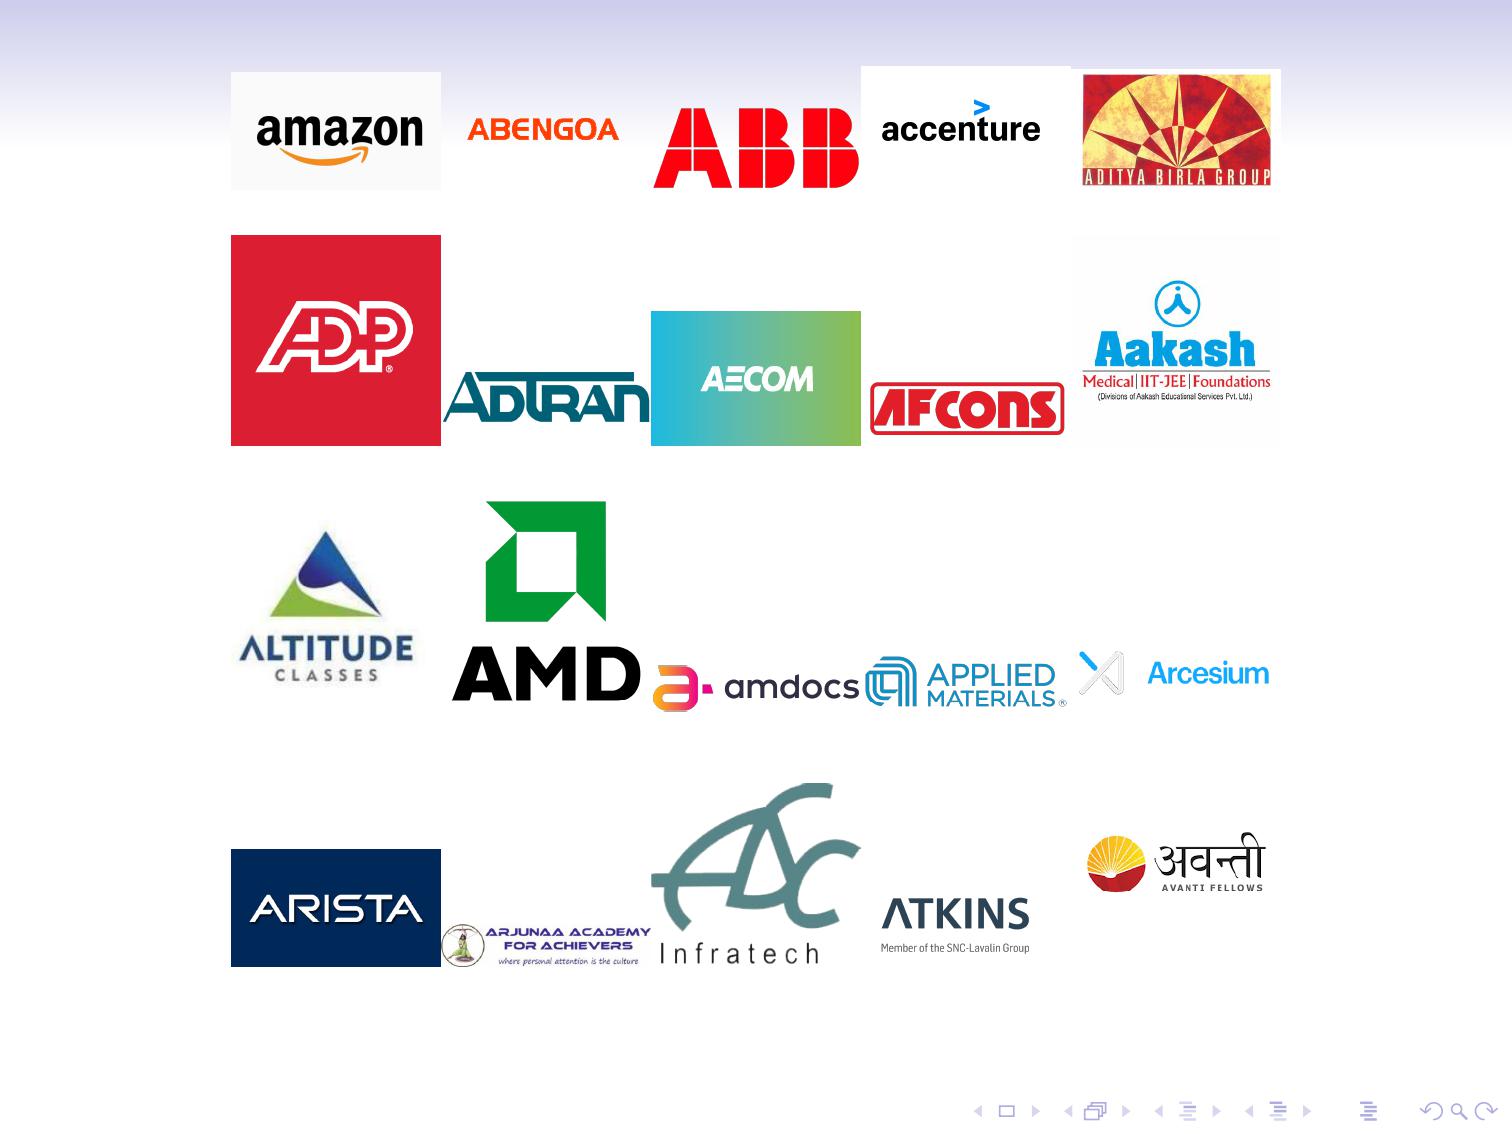 amazon
ABENGOA
ABB
accenture
ADITYA BIRLA GROUP
ADP®
ADTRAN
AECOM
AFCONS
Aakash
Medical|IIT-JEE|Foundations
(Divisions of Aakash Educational Services Pvt. Ltd.)
ALTITUDE
CLASSES
AMD
a
amdocs
APPLIED
MATERIALS®
Arcesium
ARISTA
ARJUNAA ACADEMY
FOR ACHIEVERS
where personal attention is the culture
ACC
Infratech
ATKINS
Member of the SNC-Lavalin Group
अवन्ती
AVANTI FELLOWS